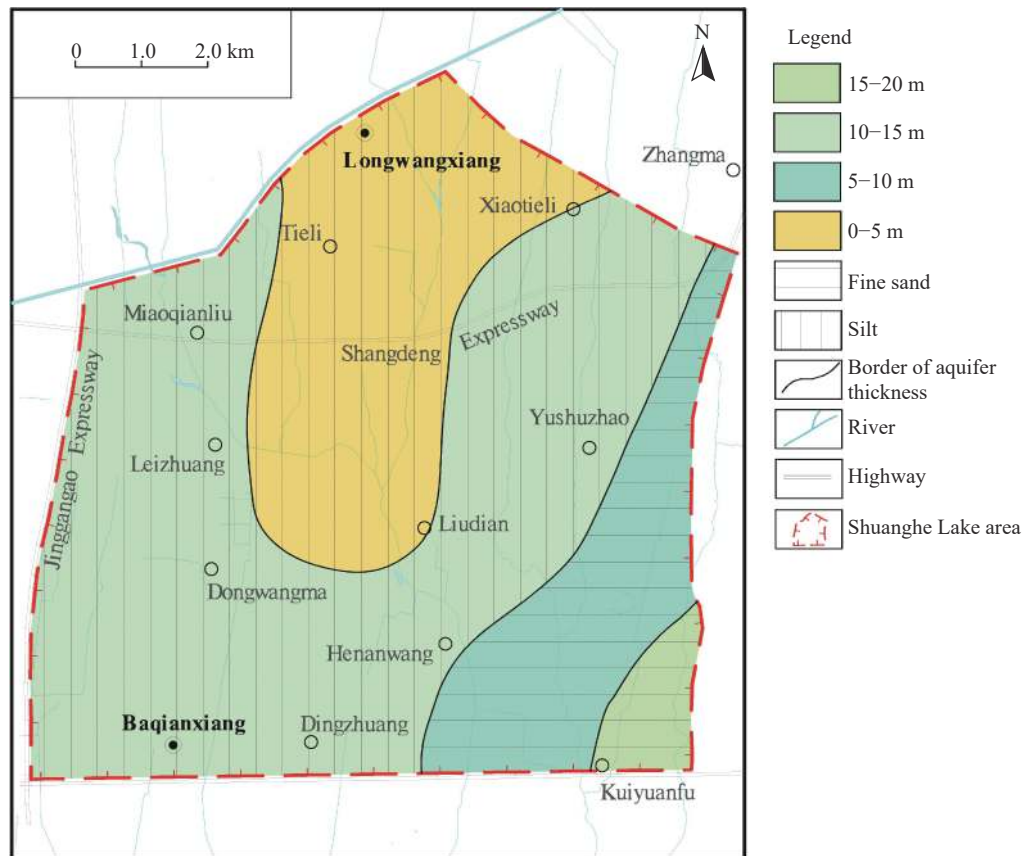 0 1.0 2.0 km
N
Zhangma
Longwangxiang
Xiaotieli
Tieli
Miaoqianliu
Shangdeng
Expressway
Jinggangao Expressway
Yushuzhao
Leizhuang
Liudian
Dongwangma
Henanwang
Baqianxiang
Dingzhuang
Kuiyuanfu
Legend
15−20 m
10−15 m
5−10 m
0−5 m
Fine sand
Silt
Border of aquifer
thickness
River
Highway
Shuanghe Lake area